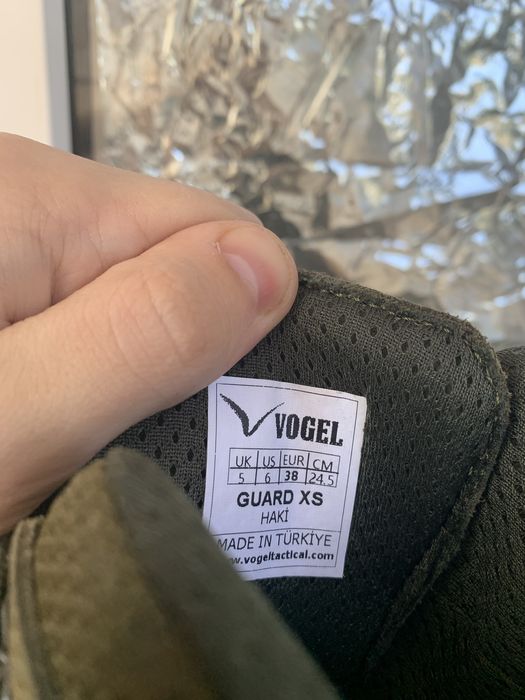 VOGEL
UK US EUR CM
5 6 38 24.5
GUARD XS
HAKİ
MADE IN TÜRKİYE
www.vogeltactical.com